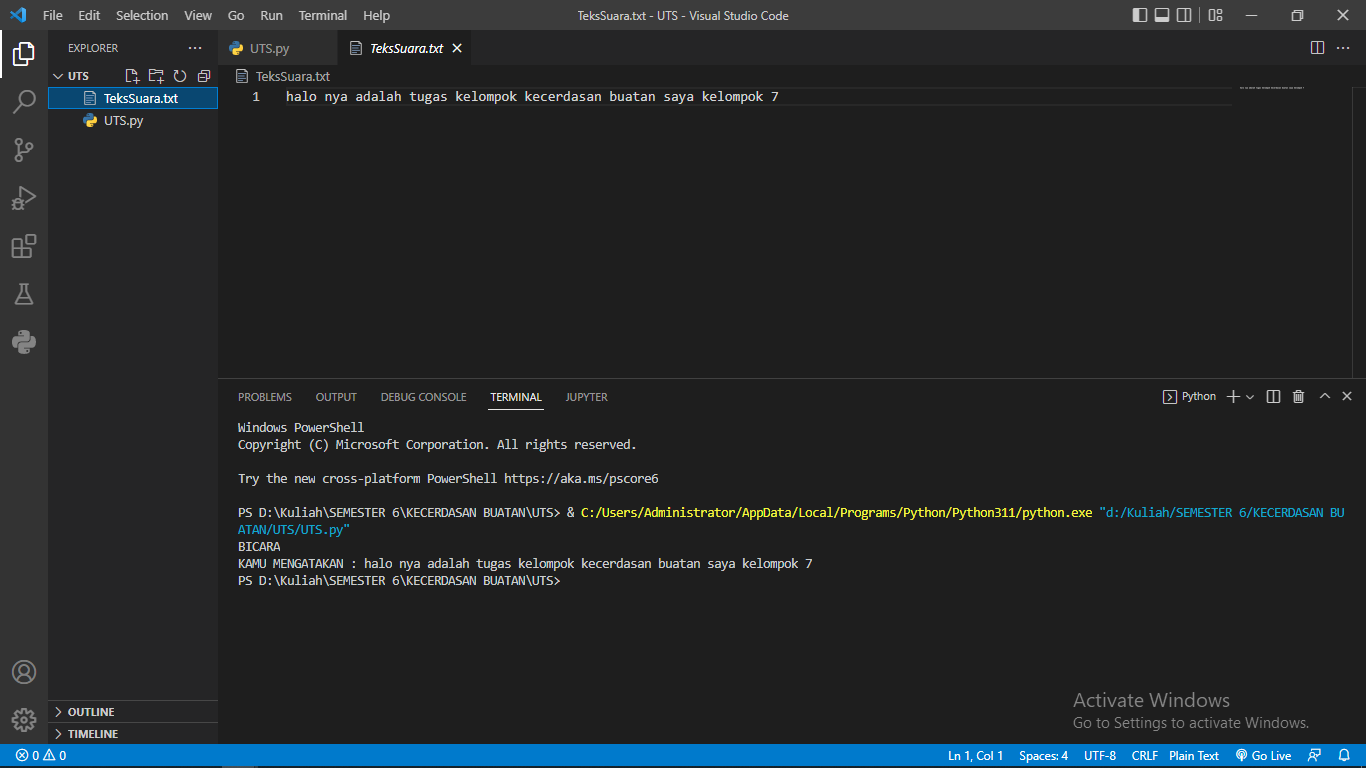 File Edit Selection View Go Run Terminal Help
TeksSuara.txt - UTS - Visual Studio Code
EXPLORER
UTS.py
TeksSuara.txt
UTS
TeksSuara.txt
TeksSuara.txt
1 halo nya adalah tugas kelompok kecerdasan buatan saya kelompok 7
UTS.py
PROBLEMS OUTPUT DEBUG CONSOLE TERMINAL JUPYTER
Python
Windows PowerShell
Copyright (C) Microsoft Corporation. All rights reserved.
Try the new cross-platform PowerShell https://aka.ms/pscore6
PS D:\Kuliah\SEMESTER 6\KECERDASAN BUATAN\UTS> & C:/Users/Administrator/AppData/Local/Programs/Python/Python311/python.exe "d:/Kuliah/SEMESTER 6/KECERDASAN BU
ATAN/UTS/UTS.py"
BICARA
KAMU MENGATAKAN : halo nya adalah tugas kelompok kecerdasan buatan saya kelompok 7
PS D:\Kuliah\SEMESTER 6\KECERDASAN BUATAN\UTS>
Activate Windows
Go to Settings to activate Windows.
OUTLINE
TIMELINE
0 0
Ln 1, Col 1 Spaces: 4 UTF-8 CRLF Plain Text Go Live